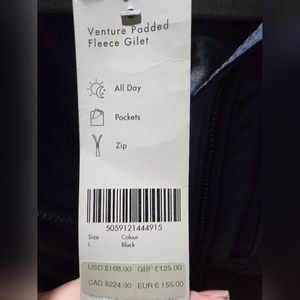 Venture Padded
Fleece Gilet
All Day
Pockets
Zip
5059121444915
Size Colour
L Black
USD $168.00 GBP £125.00
CAD $224.00 EUR € 155.00